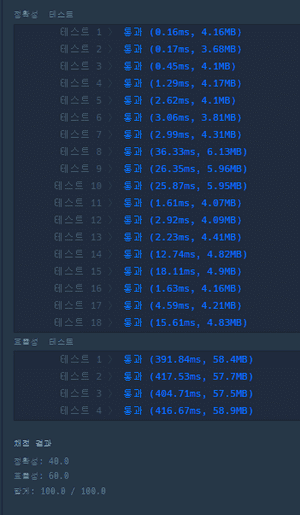 정확성 테스트
테스트 1 〉 통과 (0.16ms, 4.16MB)
테스트 2 〉 통과 (0.17ms, 3.68MB)
테스트 3 〉 통과 (0.45ms, 4.1MB)
테스트 4 〉 통과 (1.29ms, 4.17MB)
테스트 5 〉 통과 (2.62ms, 4.1MB)
테스트 6 〉 통과 (3.06ms, 3.81MB)
테스트 7 〉 통과 (2.99ms, 4.31MB)
테스트 8 〉 통과 (36.33ms, 6.13MB)
테스트 9 〉 통과 (26.35ms, 5.96MB)
테스트 10 〉 통과 (25.87ms, 5.95MB)
테스트 11 〉 통과 (1.61ms, 4.07MB)
테스트 12 〉 통과 (2.92ms, 4.09MB)
테스트 13 〉 통과 (2.23ms, 4.41MB)
테스트 14 〉 통과 (12.74ms, 4.82MB)
테스트 15 〉 통과 (18.11ms, 4.9MB)
테스트 16 〉 통과 (1.63ms, 4.16MB)
테스트 17 〉 통과 (4.59ms, 4.21MB)
테스트 18 〉 통과 (15.61ms, 4.83MB)
효율성 테스트
테스트 1 〉 통과 (391.84ms, 58.4MB)
테스트 2 〉 통과 (417.53ms, 57.7MB)
테스트 3 〉 통과 (404.71ms, 57.5MB)
테스트 4 〉 통과 (416.67ms, 58.9MB)
채점 결과
정확성: 40.0
효율성: 60.0
합계: 100.0 / 100.0